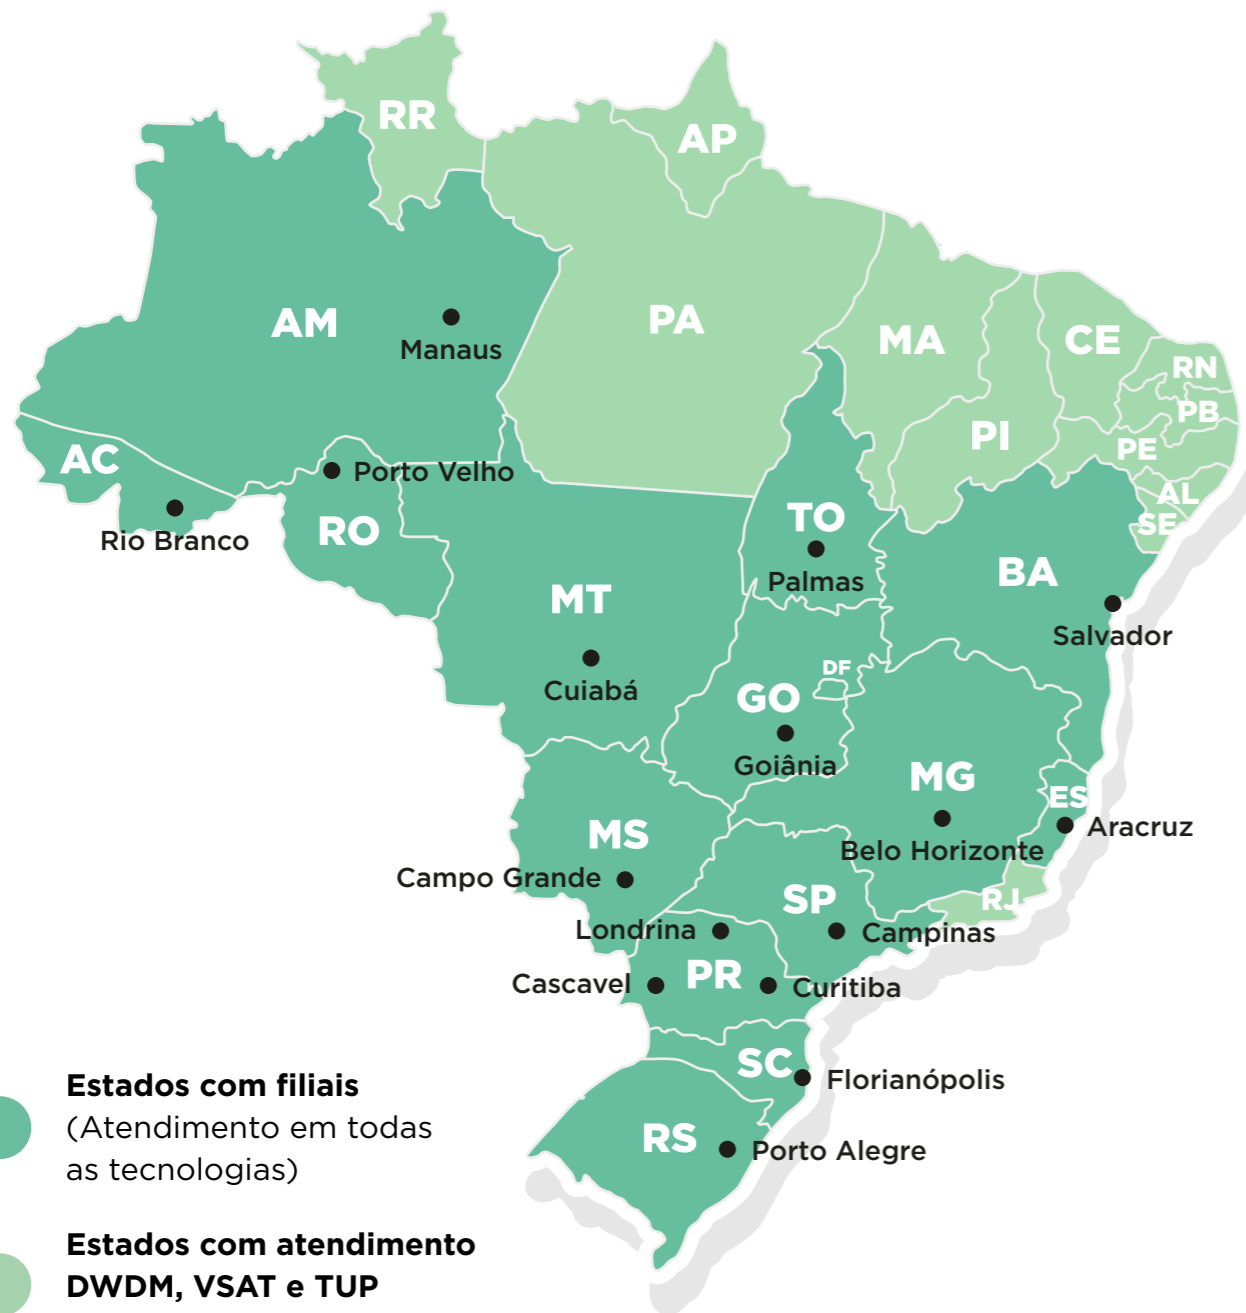 RR
AP
AM
Manaus
PA
MA
CE
RN
PB
PI
PE
AL
SE
AC
Porto Velho
Rio Branco
RO
TO
Palmas
BA
Salvador
MT
Cuiabá
DF
GO
Goiânia
MG
Belo Horizonte
ES
Aracruz
MS
Campo Grande
SP
Campinas
RJ
Londrina
Cascavel
PR
Curitiba
SC
Florianópolis
RS
Porto Alegre
Estados com filiais
(Atendimento em todas
as tecnologias)
Estados com atendimento
DWDM, VSAT e TUP